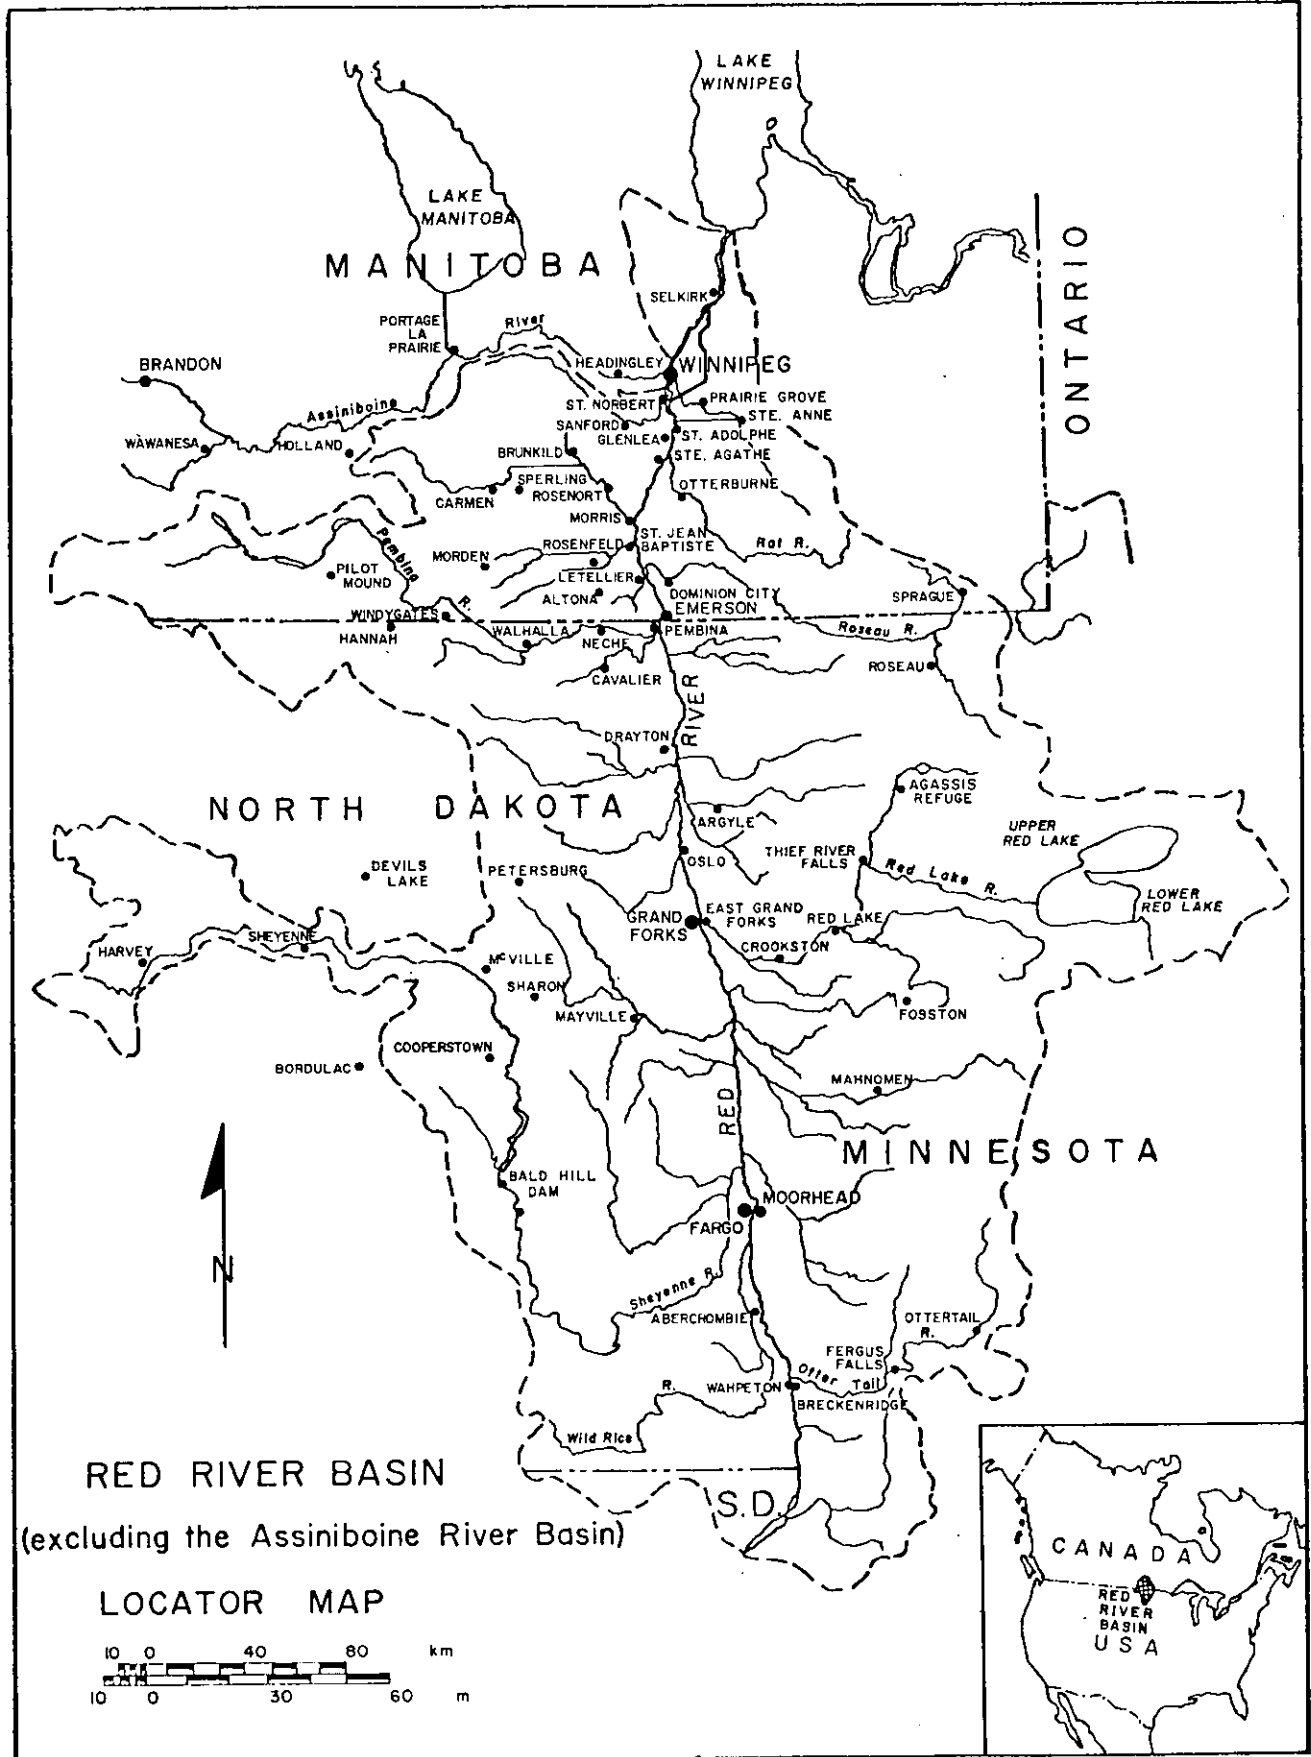 LAKE
WINNIPEG
LAKE
MANITOBA
MANITOBA
ONTARIO
SELKIRK
PORTAGE
LA
PRAIRIE
River
BRANDON
HEADINGLEY
WINNIPEG
Assiniboine
ST. NORBERT
PRAIRIE GROVE
STE. ANNE
SANFORD
ST. ADOLPHE
GLENLEA
WAWANESA
HOLLAND
BRUNKILD
STE. AGATHE
SPERLING
CARMEN
ROSENORT
OTTERBURNE
MORRIS
ST. JEAN
BAPTISTE
ROSENFELD
Rat R.
Pembina
R.
MORDEN
PILOT
MOUND
LETELLIER
ALTONA
DOMINION CITY
EMERSON
SPRAGUE
WINDYGATES
HANNAH
WALHALLA
NECHE
PEMBINA
Roseau R.
ROSEAU
CAVALIER
RIVER
DRAYTON
NORTH DAKOTA
AGASSIS
REFUGE
ARGYLE
UPPER
RED LAKE
OSLO
THIEF RIVER
FALLS
Red Lake R.
LOWER
RED LAKE
DEVILS
LAKE
PETERSBURG
GRAND
FORKS
EAST GRAND
FORKS
RED LAKE
CROOKSTON
SHEYENNE
HARVEY
McVILLE
SHARON
MAYVILLE
FOSSTON
COOPERSTOWN
BORDULAC
MAHNOMEN
RED
MINNESOTA
BALD HILL
DAM
MOORHEAD
FARGO
N
Sheyenne R.
ABERCROMBIE
OTTERTAIL
R.
FERGUS
FALLS
Otter Tail
R.
WAHPETON
BRECKENRIDGE
Wild Rice
S.D.
RED RIVER BASIN
(excluding the Assiniboine River Basin)
LOCATOR MAP
10 0 40 80 km
10 0 30 60 m
CANADA
RED
RIVER
BASIN
USA